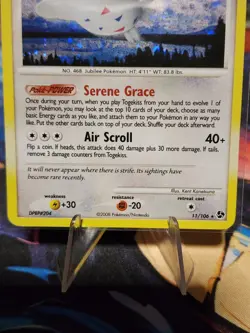 NO. 468 Jubilee Pokémon HT: 4'11" WT: 83.8 lbs
POKé-POWER Serene Grace
Once during your turn, when you play Togekiss from your hand to evolve 1 of
your Pokémon, you may look at the top 10 cards of your deck, choose as many
basic Energy cards as you like, and attach them to your Pokémon in any way
you like. Put the other cards back on top of your deck. Shuffle your deck afterward.
Air Scroll 40+
Flip a coin. If heads, this attack does 40 damage plus 30 more damage. If
tails, remove 3 damage counters from Togekiss.
It will never appear where there is strife. Its sightings have
become rare recently.
Illus. Kent Kanetsuna
weakness resistance retreat cost
+30 -20
DPBP#204 ©2008 Pokémon/Nintendo 11/106 ★